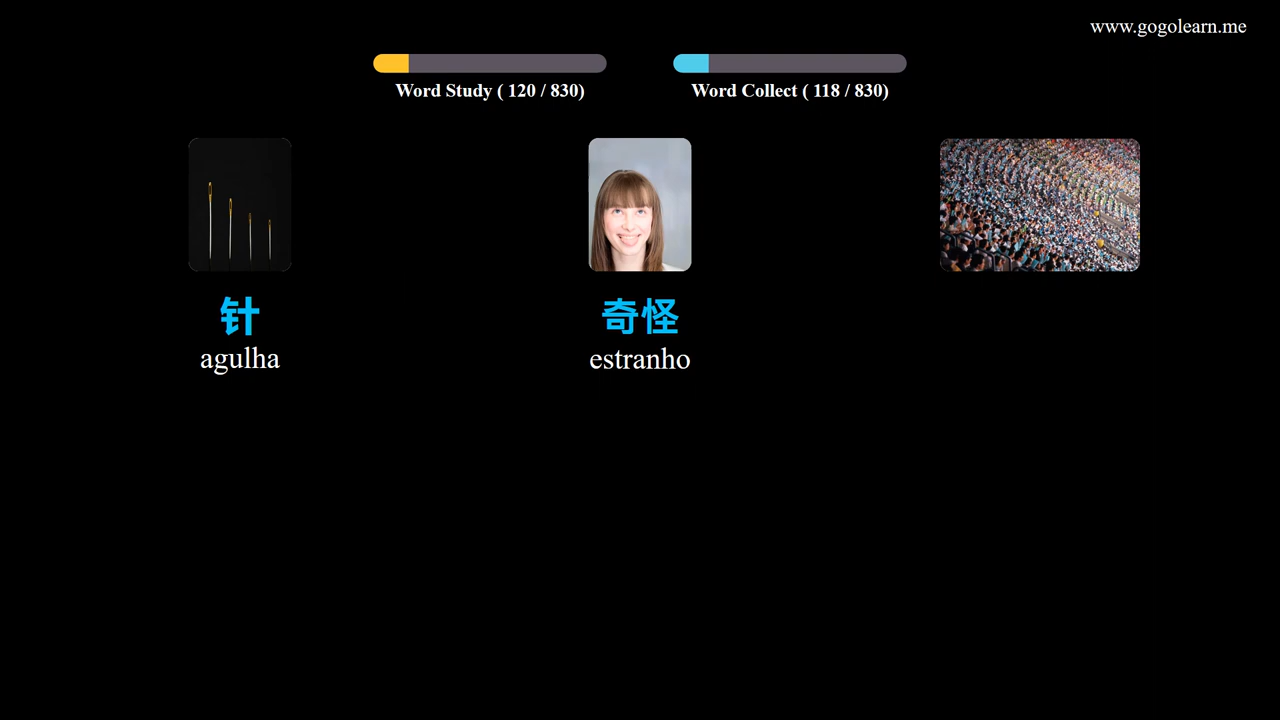 www.gogolearn.me
Word Study ( 120 / 830)
Word Collect ( 118 / 830)
针
agulha
奇怪
estranho